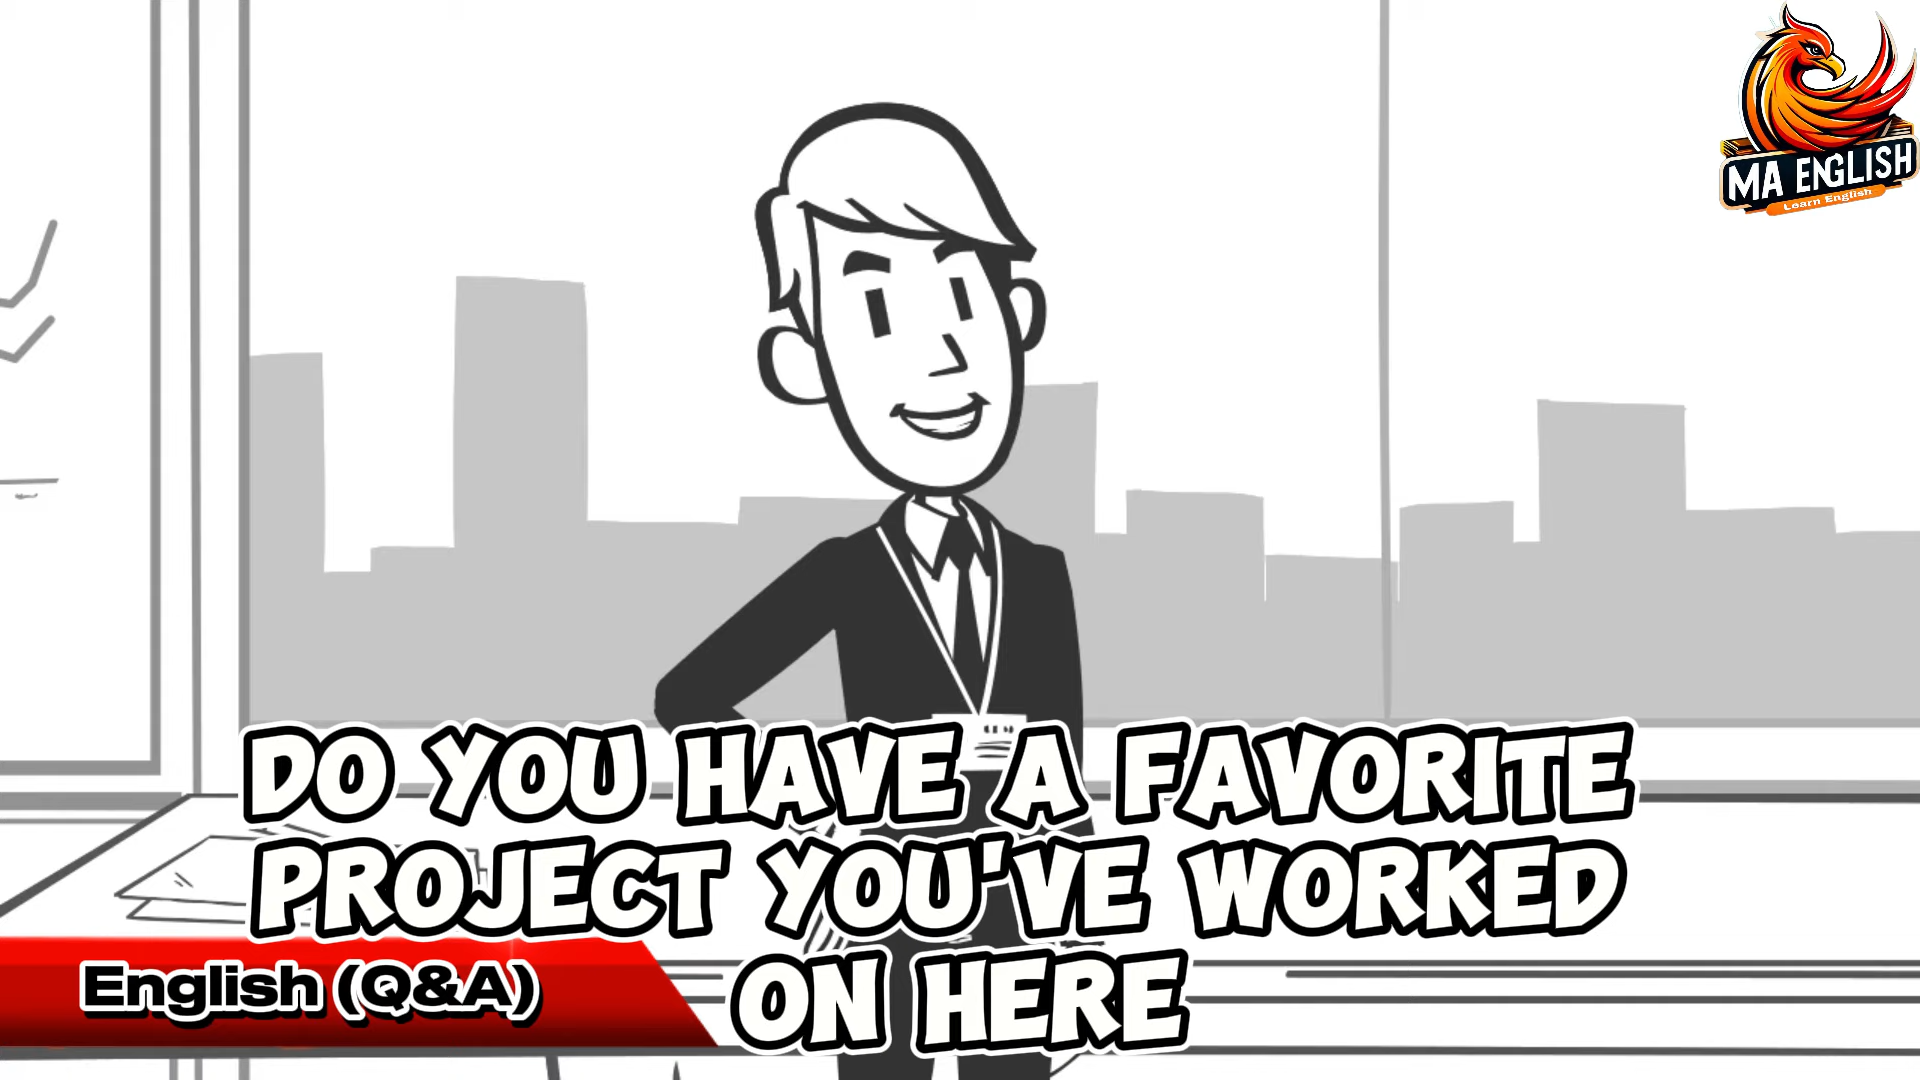 MA ENGLISH
Learn English
DO YOU HAVE A FAVORITE
PROJECT YOU'VE WORKED
ON HERE
English (Q&A)